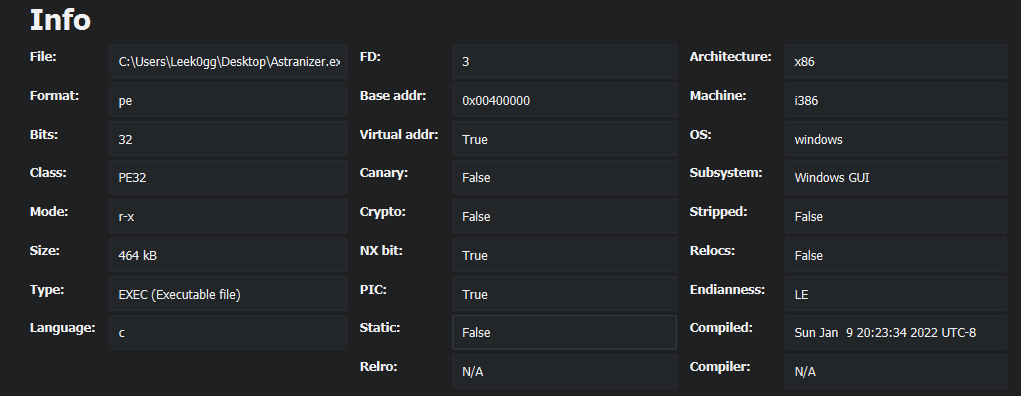 Info
File: C:\Users\Leek0gg\Desktop\Astranizer.ex FD: 3 Architecture: x86
Format: pe Base addr: 0x00400000 Machine: i386
Bits: 32 Virtual addr: True OS: windows
Class: PE32 Canary: False Subsystem: Windows GUI
Mode: r-x Crypto: False Stripped: False
Size: 464 kB NX bit: True Relocs: False
Type: EXEC (Executable file) PIC: True Endianness: LE
Language: c Static: False Compiled: Sun Jan 9 20:23:34 2022 UTC-8
Relro: N/A Compiler: N/A